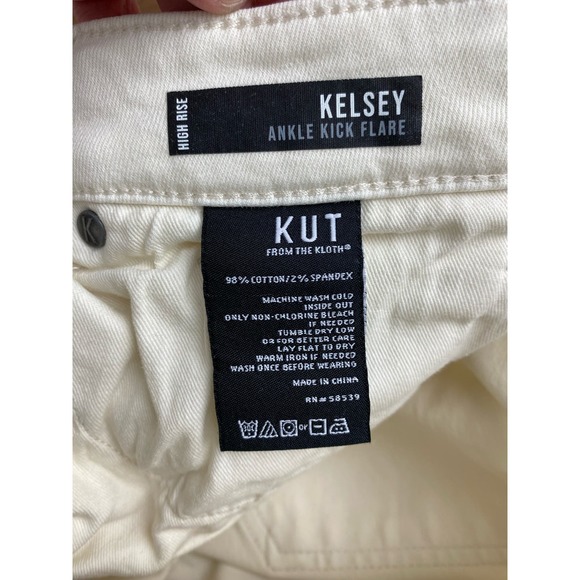 HIGH RISE
KELSEY
ANKLE KICK FLARE
K
KUT
FROM THE KLOTH®
98% COTTON/2% SPANDEX
MACHINE WASH COLD
INSIDE OUT
ONLY NON-CHLORINE BLEACH
IF NEEDED
TUMBLE DRY LOW
OR FOR BETTER CARE
LAY FLAT TO DRY
WARM IRON IF NEEDED
WASH ONCE BEFORE WEARING
MADE IN CHINA
RN# 58539
or